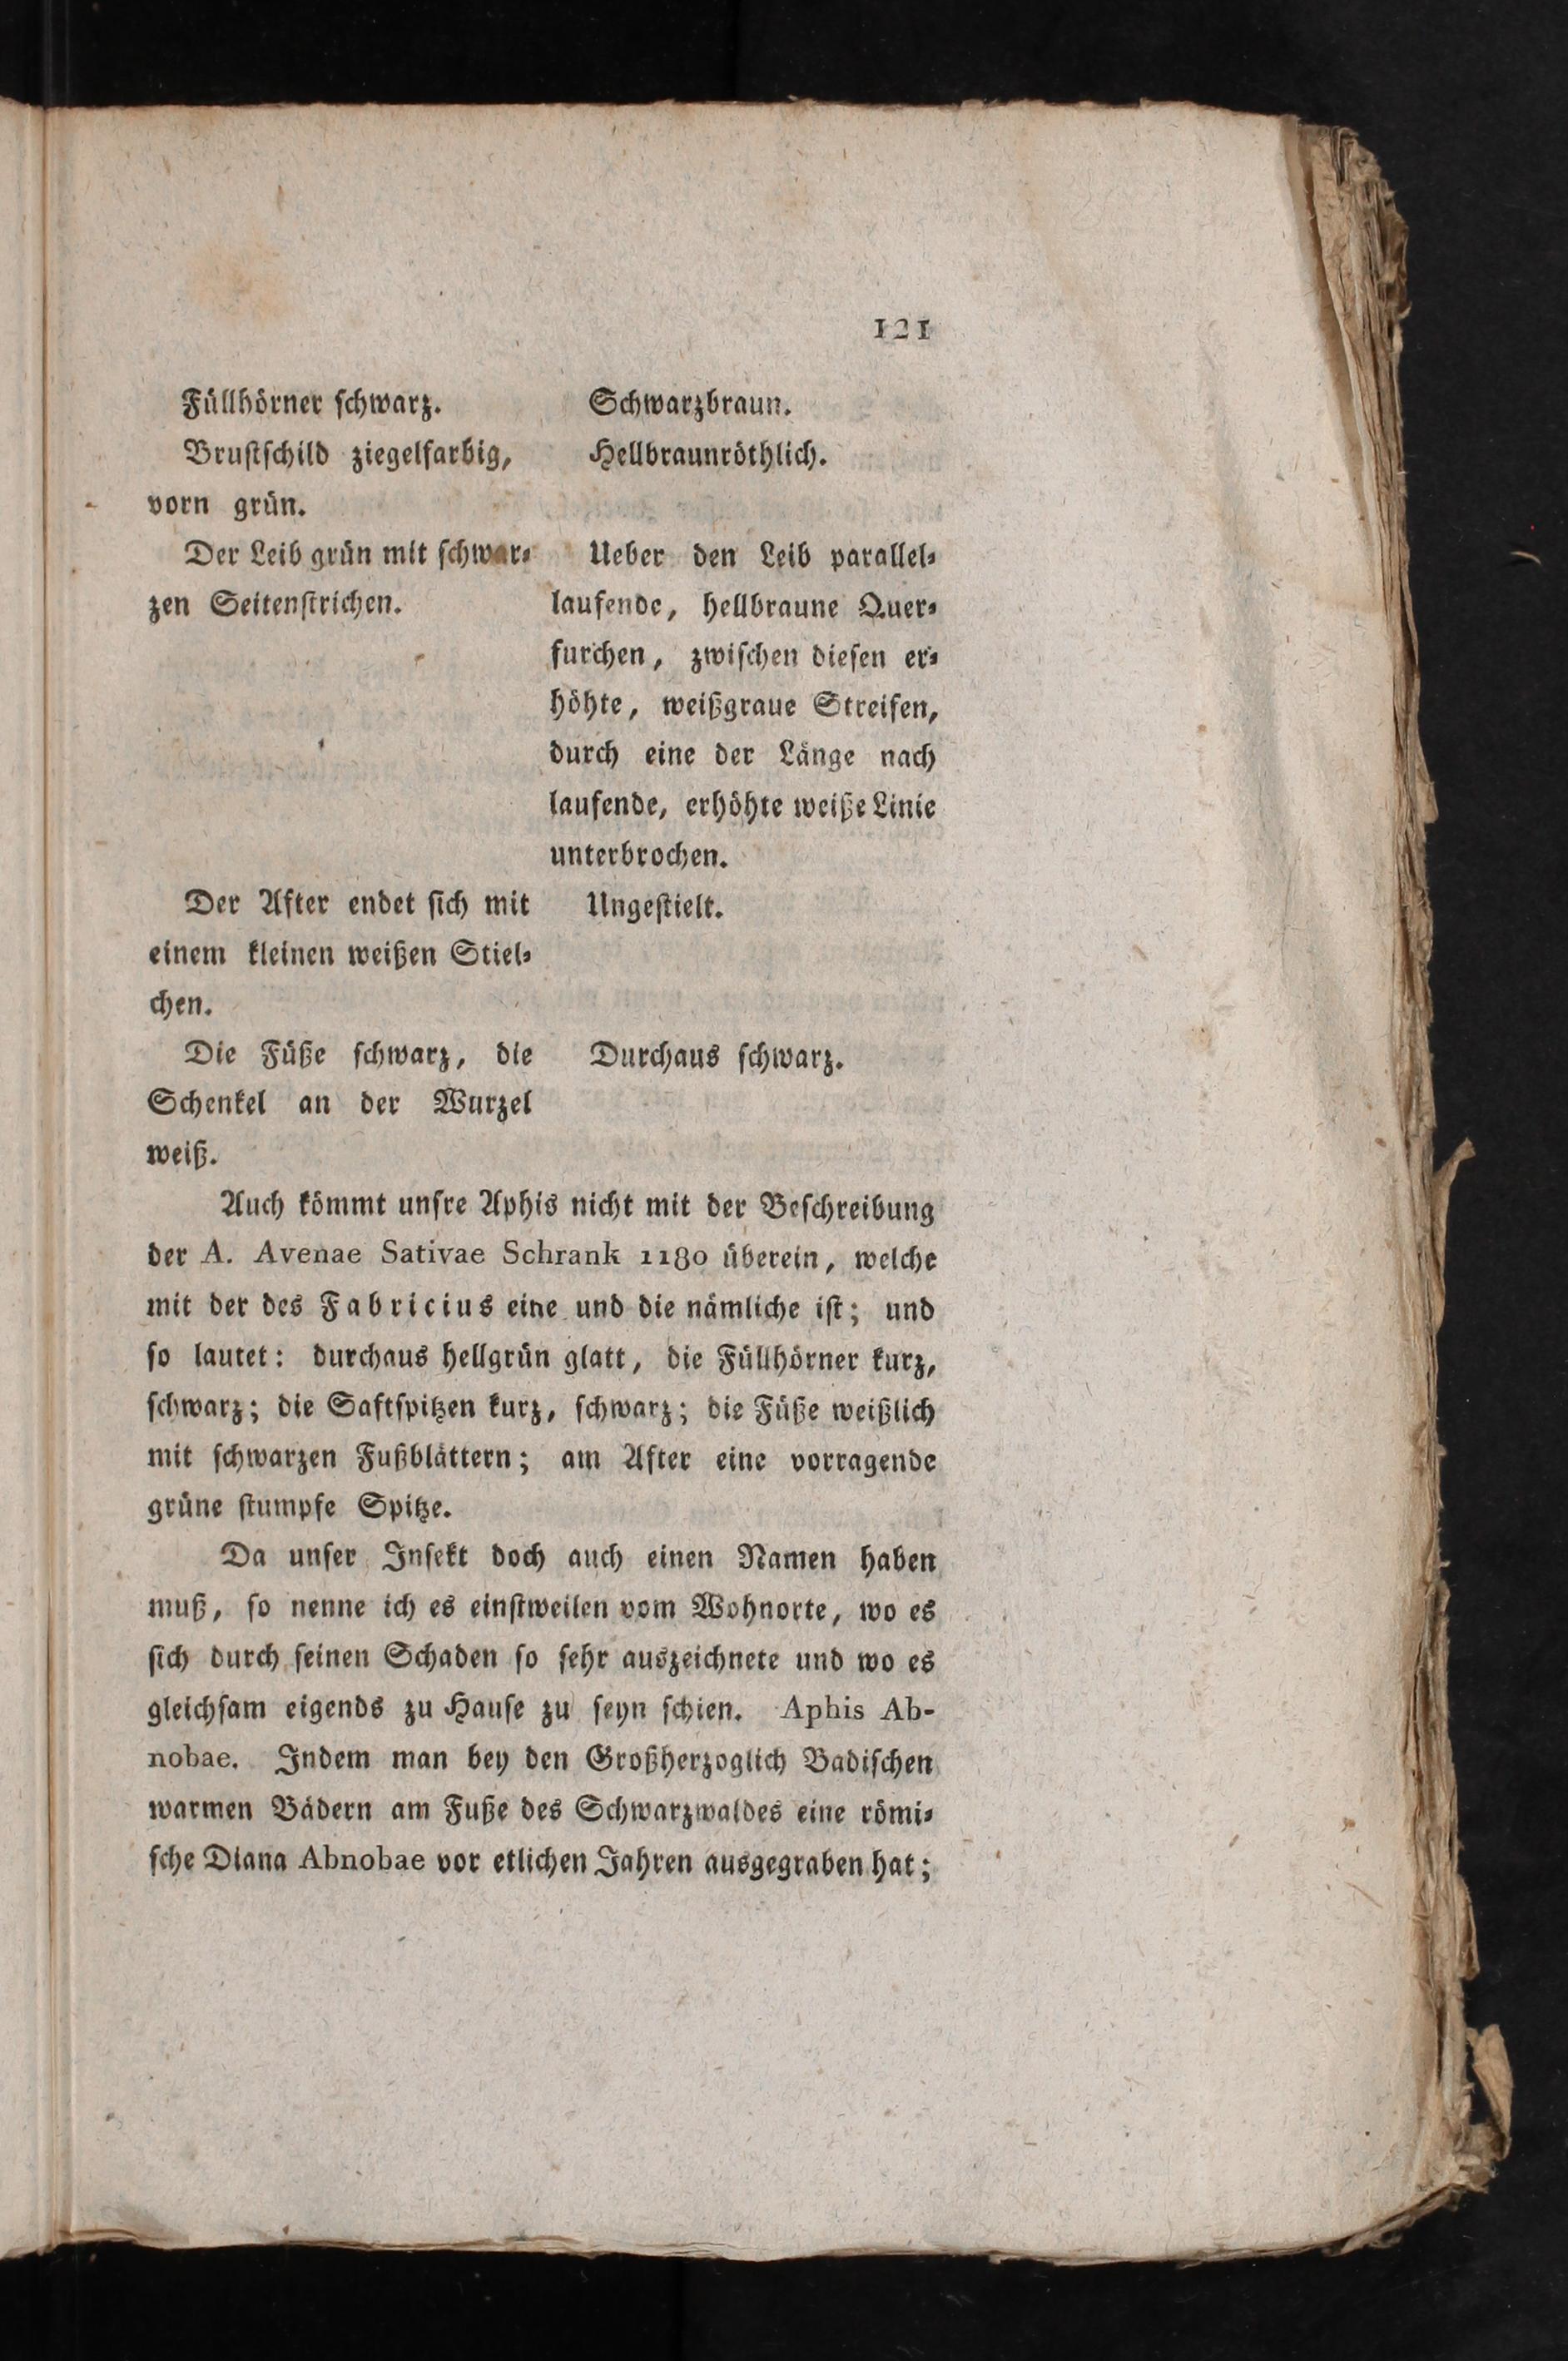 121
Füllhörner schwarz.
Schwarzbraun.
Brustschild ziegelfarbig,
vorn grün.
Hellbraunröthlich.
Der Leib grün mit schwar-
zen Seitenstrichen.
Ueber den Leib parallel-
laufende, hellbraune Quer-
furchen, zwischen diesen er-
höhte, weißgraue Streifen,
durch eine der Länge nach
laufende, erhöhte weiße Linie
unterbrochen.
Der After endet sich mit
einem kleinen weißen Stiel-
chen.
Ungestielt.
Die Füße schwarz, die
Schenkel an der Wurzel
weiß.
Durchaus schwarz.
Auch kömmt unsre Aphis nicht mit der Beschreibung
der A. Avenae Sativae Schrank 1180 überein, welche
mit der des Fabricius eine und die nämliche ist; und
so lautet: durchaus hellgrün glatt, die Füllhörner kurz,
schwarz; die Saftspitzen kurz, schwarz; die Füße weißlich
mit schwarzen Fußblättern; am After eine vorragende
grüne stumpfe Spitze.
Da unser Insekt doch auch einen Namen haben
muß, so nenne ich es einstweilen vom Wohnorte, wo es
sich durch seinen Schaden so sehr auszeichnete und wo es
gleichsam eigends zu Hause zu seyn schien. Aphis Ab-
nobae. Indem man bey den Großherzoglich Badischen
warmen Bädern am Fuße des Schwarzwaldes eine römi-
sche Diana Abnobae vor etlichen Jahren ausgegraben hat;